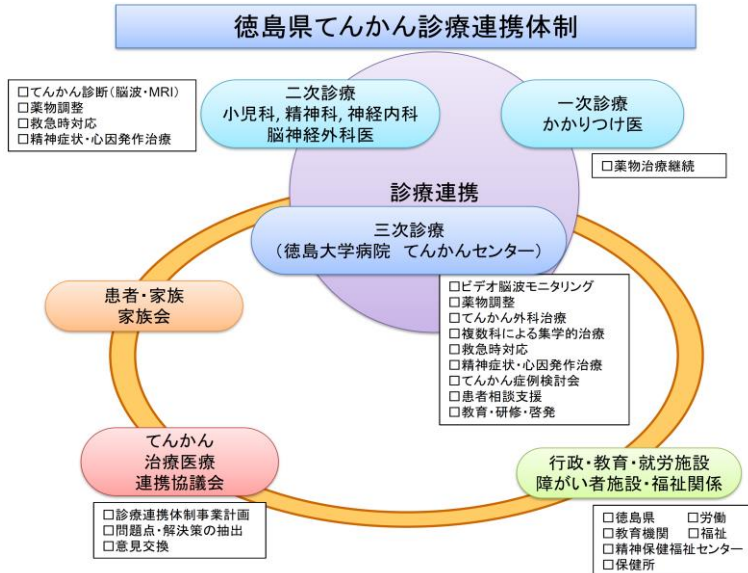 徳島県てんかん診療連携体制
□てんかん診断(脳波・MRI)
□薬物調整
□救急時対応
□精神症状・心因発作治療
二次診療
小児科, 精神科, 神経内科
脳神経外科医
一次診療
かかりつけ医
□薬物治療継続
診療連携
三次診療
(徳島大学病院 てんかんセンター)
□ビデオ脳波モニタリング
□薬物調整
□てんかん外科治療
□複数科による集学的治療
□救急時対応
□精神症状・心因発作治療
□てんかん症例検討会
□患者相談支援
□教育・研修・啓発
患者・家族
家族会
てんかん
治療医療
連携協議会
□診療連携体制事業計画
□問題点・解決策の抽出
□意見交換
行政・教育・就労施設
障がい者施設・福祉関係
□徳島県 □労働
□教育機関 □福祉
□精神保健福祉センター
□保健所